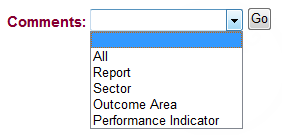 Comments: Go
All
Report
Sector
Outcome Area
Performance Indicator